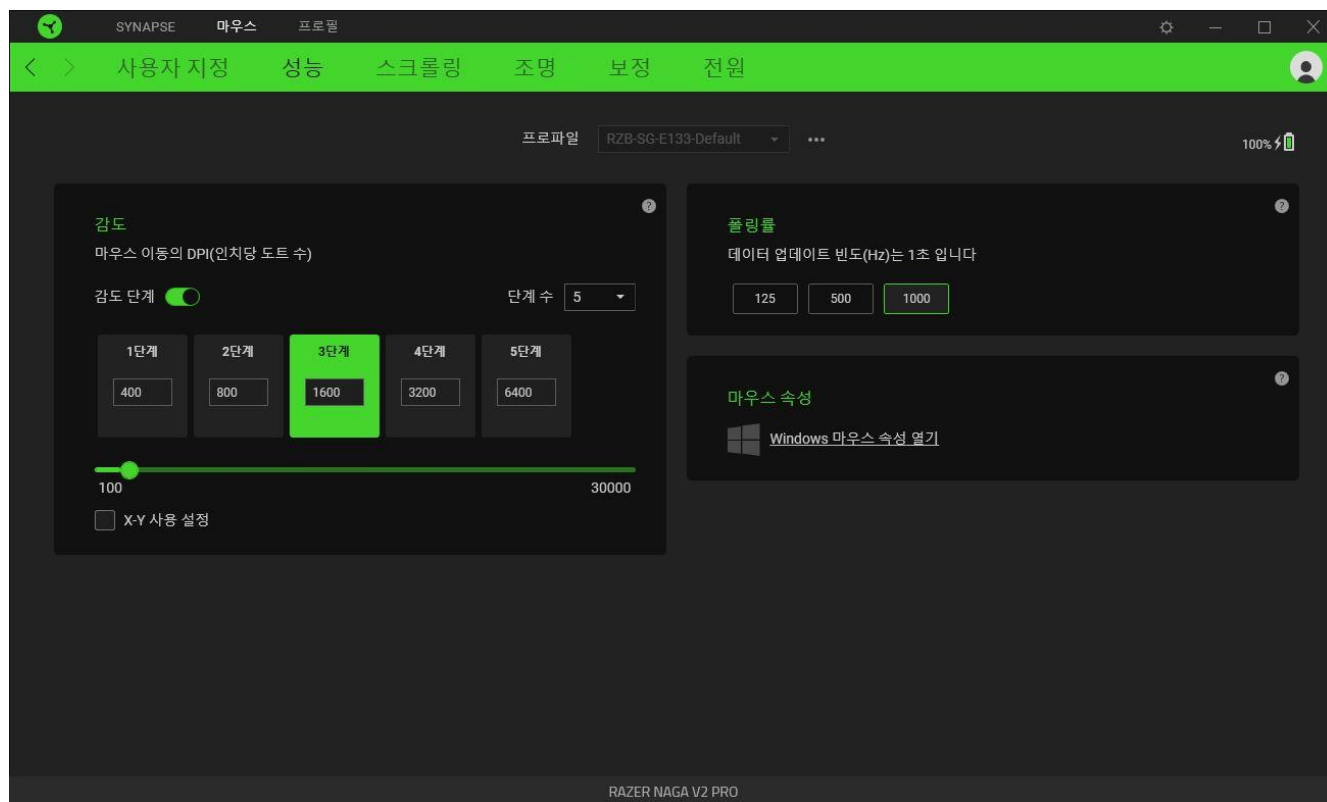 SYNAPSE 마우스 프로필
사용자 지정 성능 스크롤링 조명 보정 전원
프로파일 RZB-SG-E133-Default •••
100%
감도
마우스 이동의 DPI(인치당 도트 수)
감도 단계 단계 수 5
1단계 2단계 3단계 4단계 5단계
400 800 1600 3200 6400
100 30000
X-Y 사용 설정
?
폴링률
데이터 업데이트 빈도(Hz)는 1초 입니다
125 500 1000
?
마우스 속성
Windows 마우스 속성 열기
?
RAZER NAGA V2 PRO